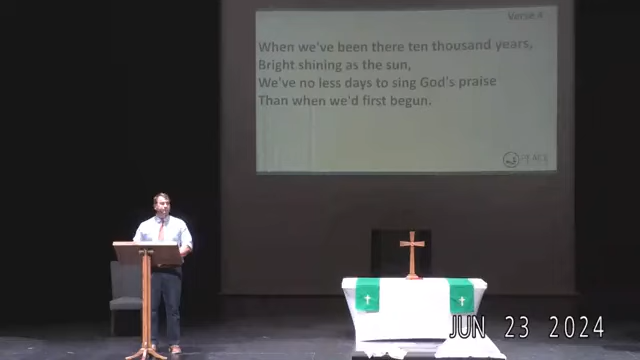 Verse 4
When we've been there ten thousand years,
Bright shining as the sun,
We've no less days to sing God's praise
Than when we'd first begun.
PEACE
JUN 23 2024